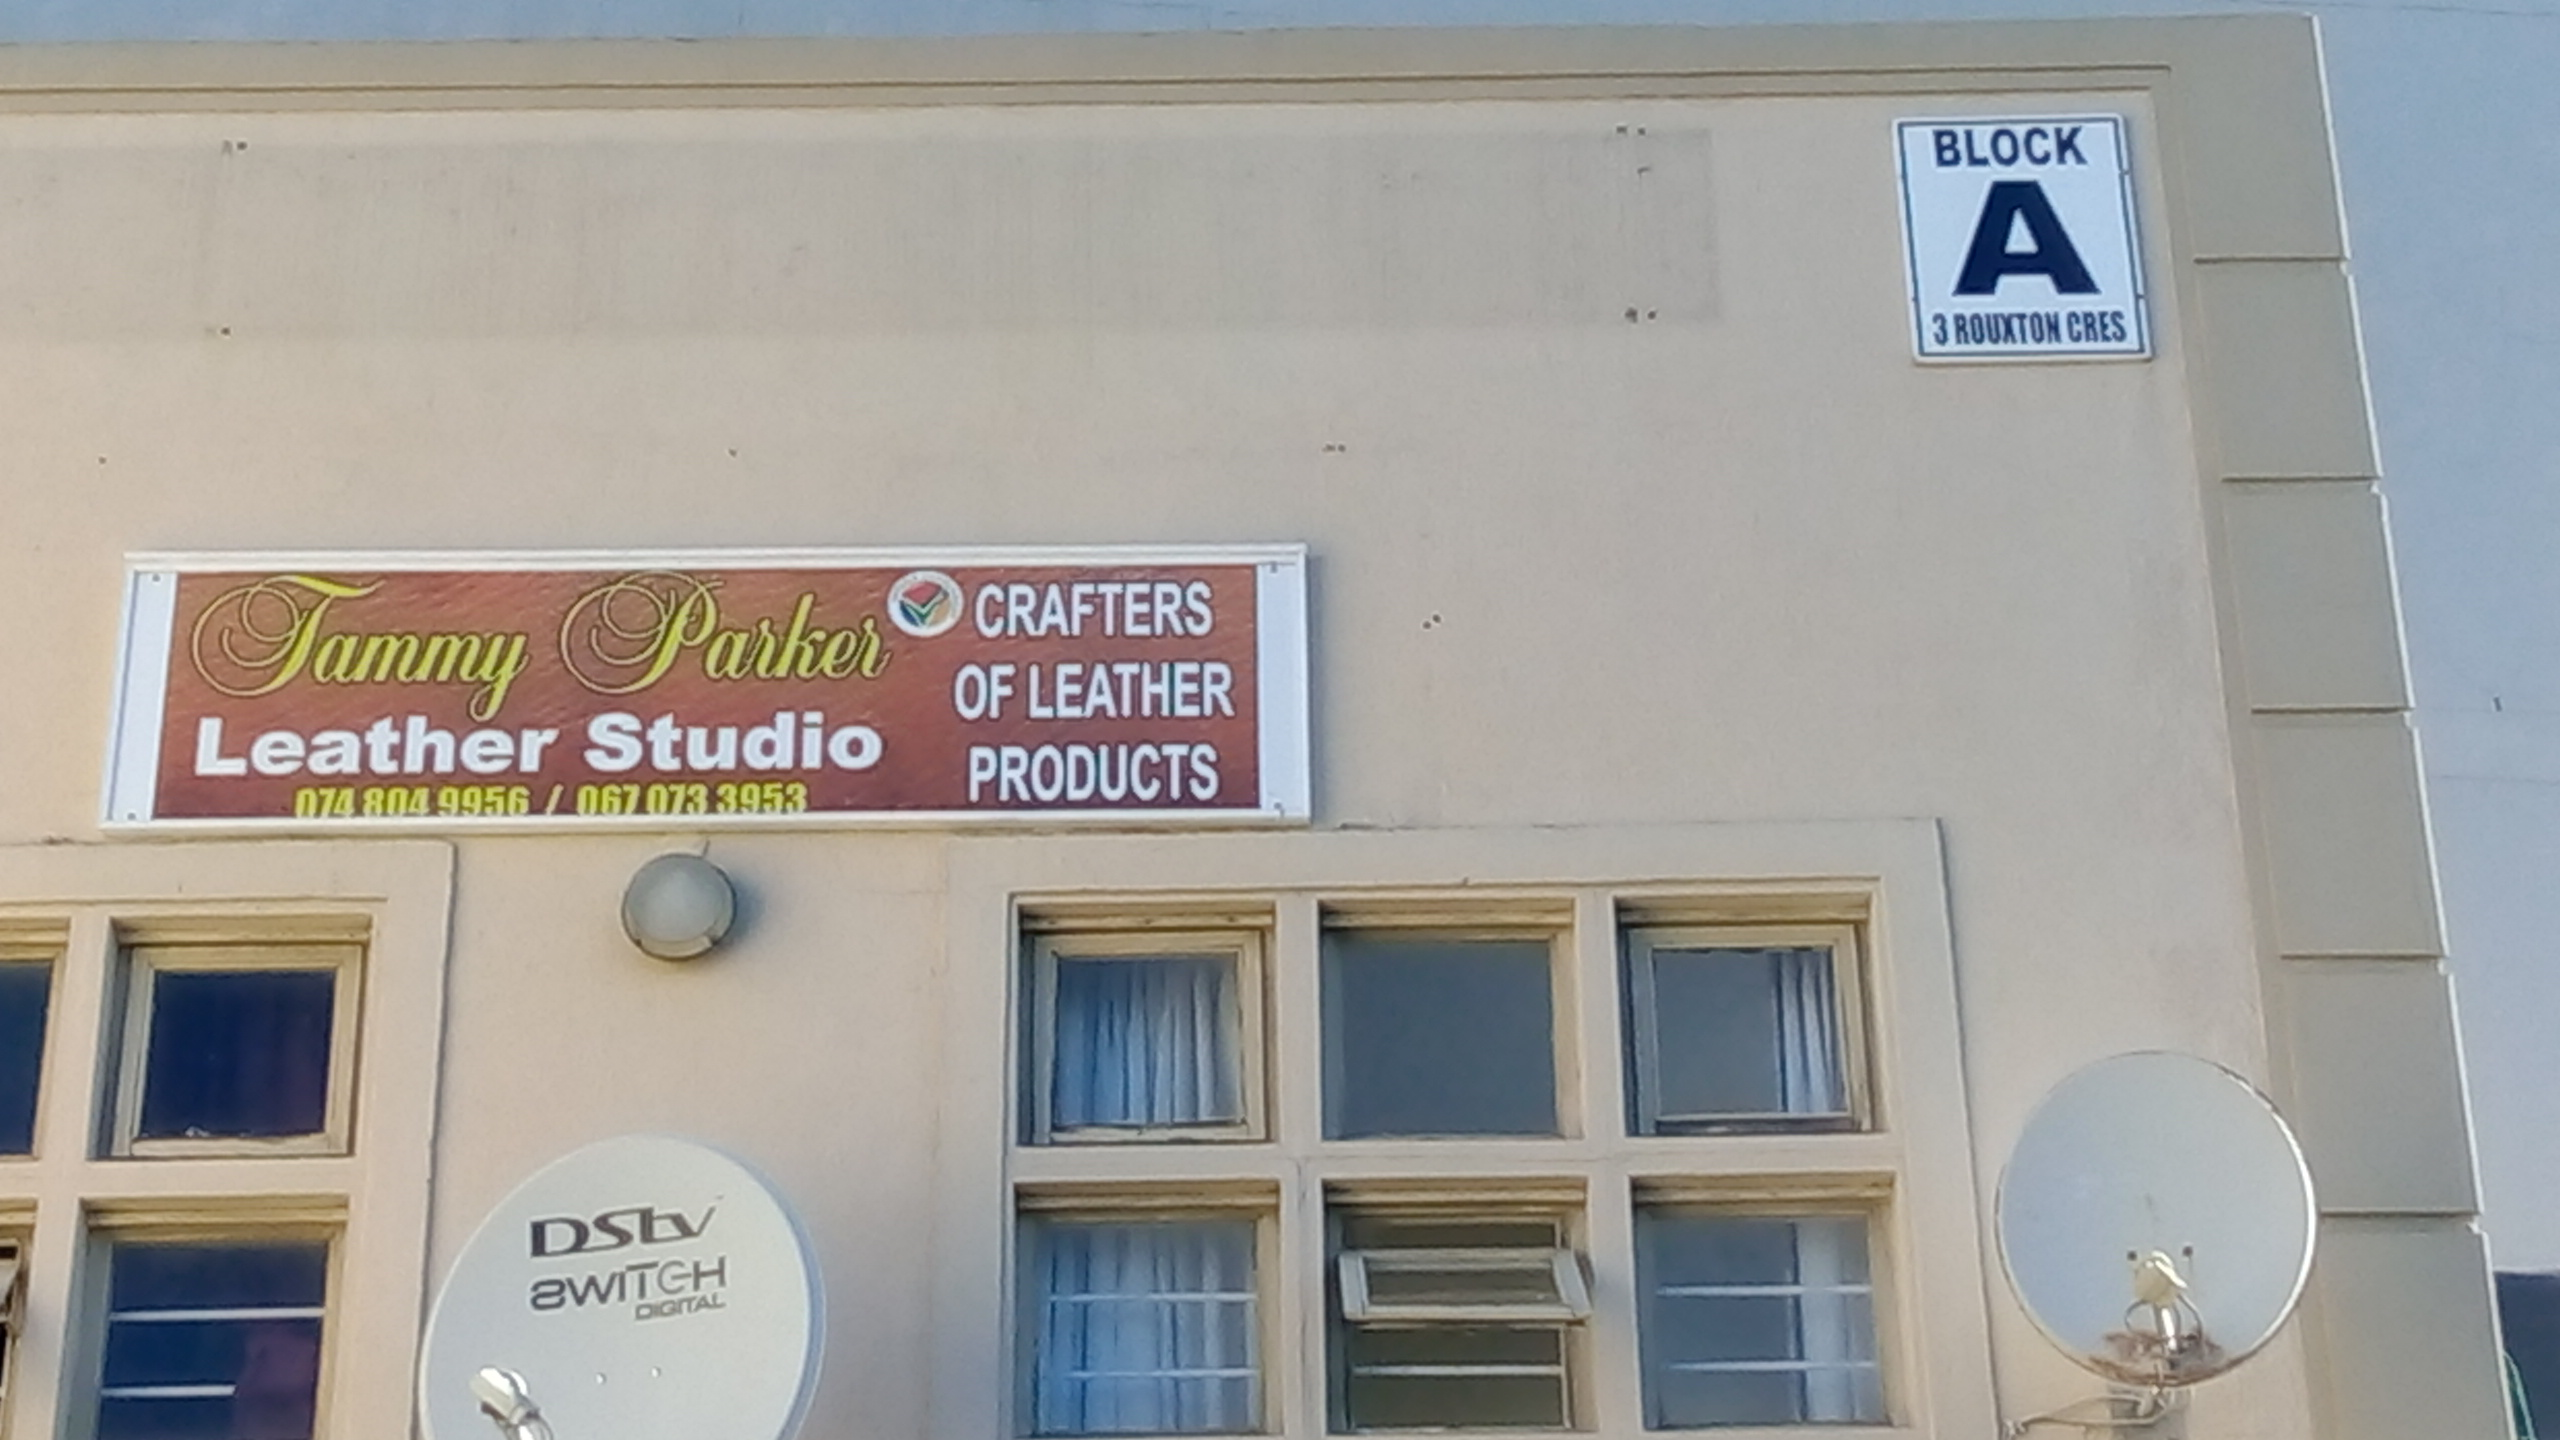 BLOCK
A
3 ROUXTON CRES
Tammy Parker
Leather Studio
074 804 9956 / 067 073 3953
CRAFTERS
OF LEATHER
PRODUCTS
DStv
SWITCH
DIGITAL